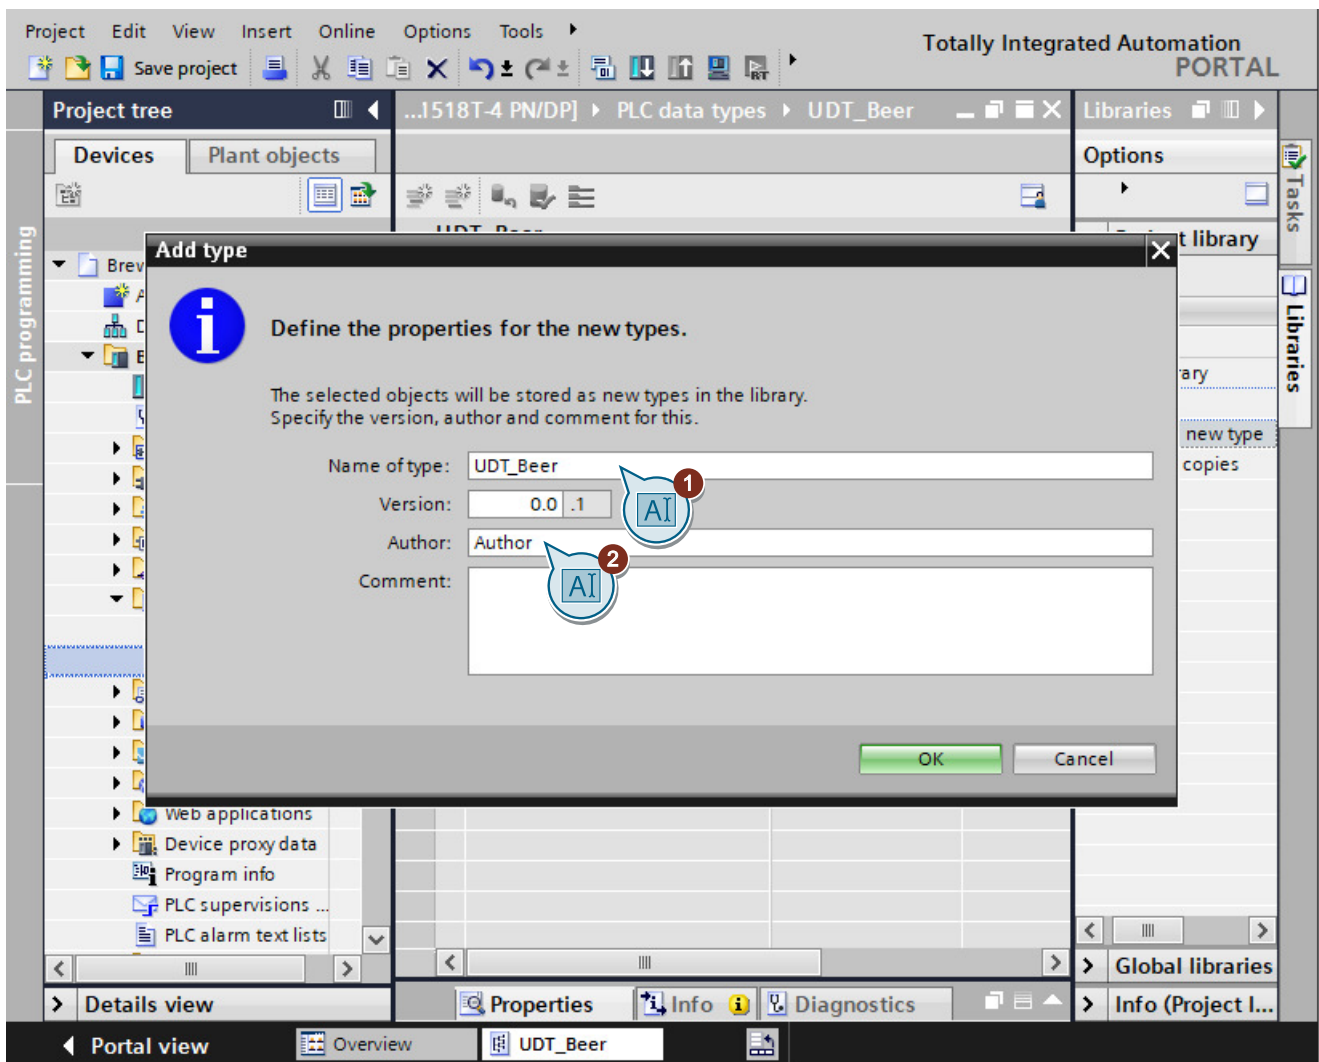 Project Edit View Insert Online Options Tools
Totally Integrated Automation
PORTAL
Save project
Project tree
...1518T-4 PN/DP] PLC data types UDT_Beer
Libraries
Devices Plant objects
Options
Tasks
Libraries
PLC programming
UDT_Beer
t library
Add type
Brew
Define the properties for the new types.
The selected objects will be stored as new types in the library.
Specify the version, author and comment for this.
Name of type: UDT_Beer
1
Version: 0.0 .1
AI
Author: Author
2
Comment:
AI
rary
new type
copies
OK Cancel
Web applications
Device proxy data
Program info
PLC supervisions ...
PLC alarm text lists
Global libraries
Details view
Properties Info Diagnostics
Info (Project l...
Portal view Overview UDT_Beer